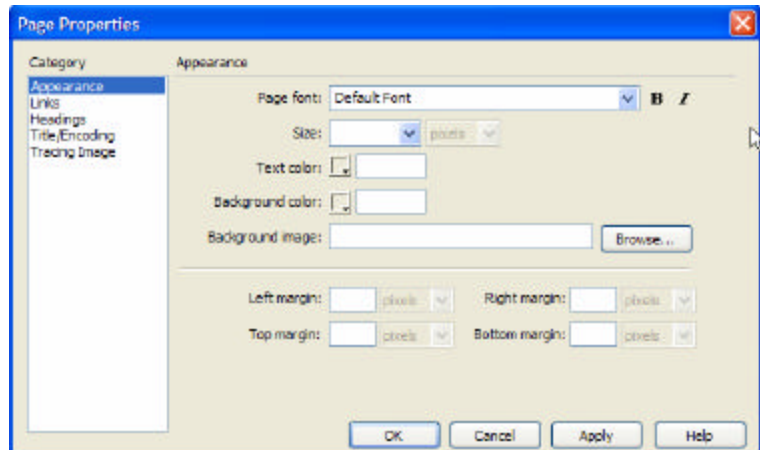 Page Properties
Category
Appearance
Links
Headings
Title/Encoding
Tracing Image
Appearance
Page font: Default Font B I
Size: pixels
Text color:
Background color:
Background image: Browse...
Left margin: pixels Right margin: pixels
Top margin: pixels Bottom margin: pixels
OK Cancel Apply Help